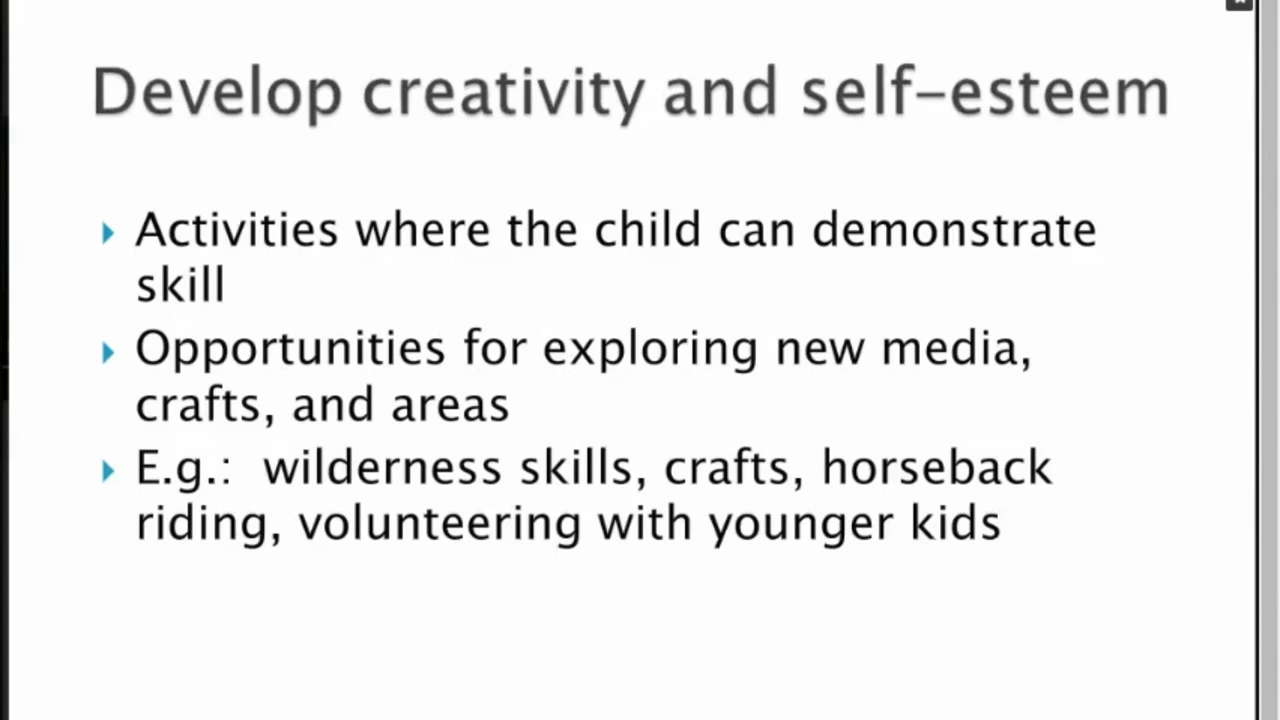 Develop creativity and self-esteem
Activities where the child can demonstrate
skill
Opportunities for exploring new media,
crafts, and areas
E.g.: wilderness skills, crafts, horseback
riding, volunteering with younger kids